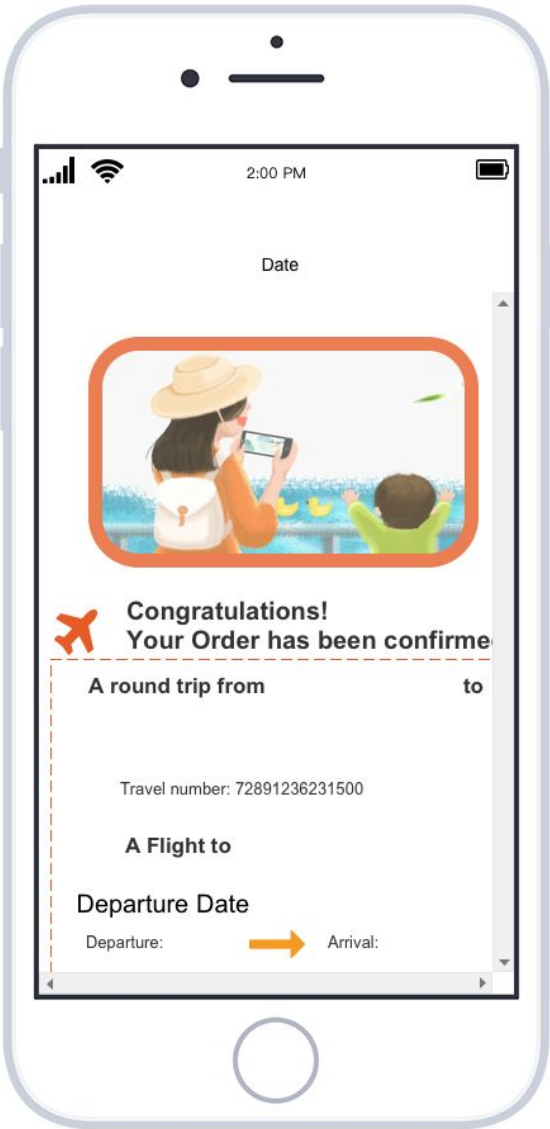 2:00 PM
Date
Congratulations!
Your Order has been confirme
A round trip from to
Travel number: 72891236231500
A Flight to
Departure Date
Departure: Arrival: